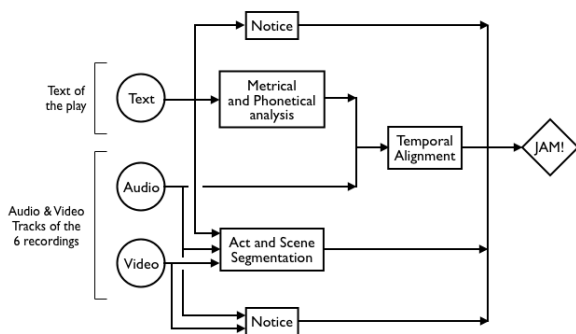 Notice
Text of
the play
Text
Metrical
and Phonetical
analysis
Temporal
Alignment
JAM!
Audio
Audio & Video
Tracks of the
6 recordings
Act and Scene
Segmentation
Video
Notice